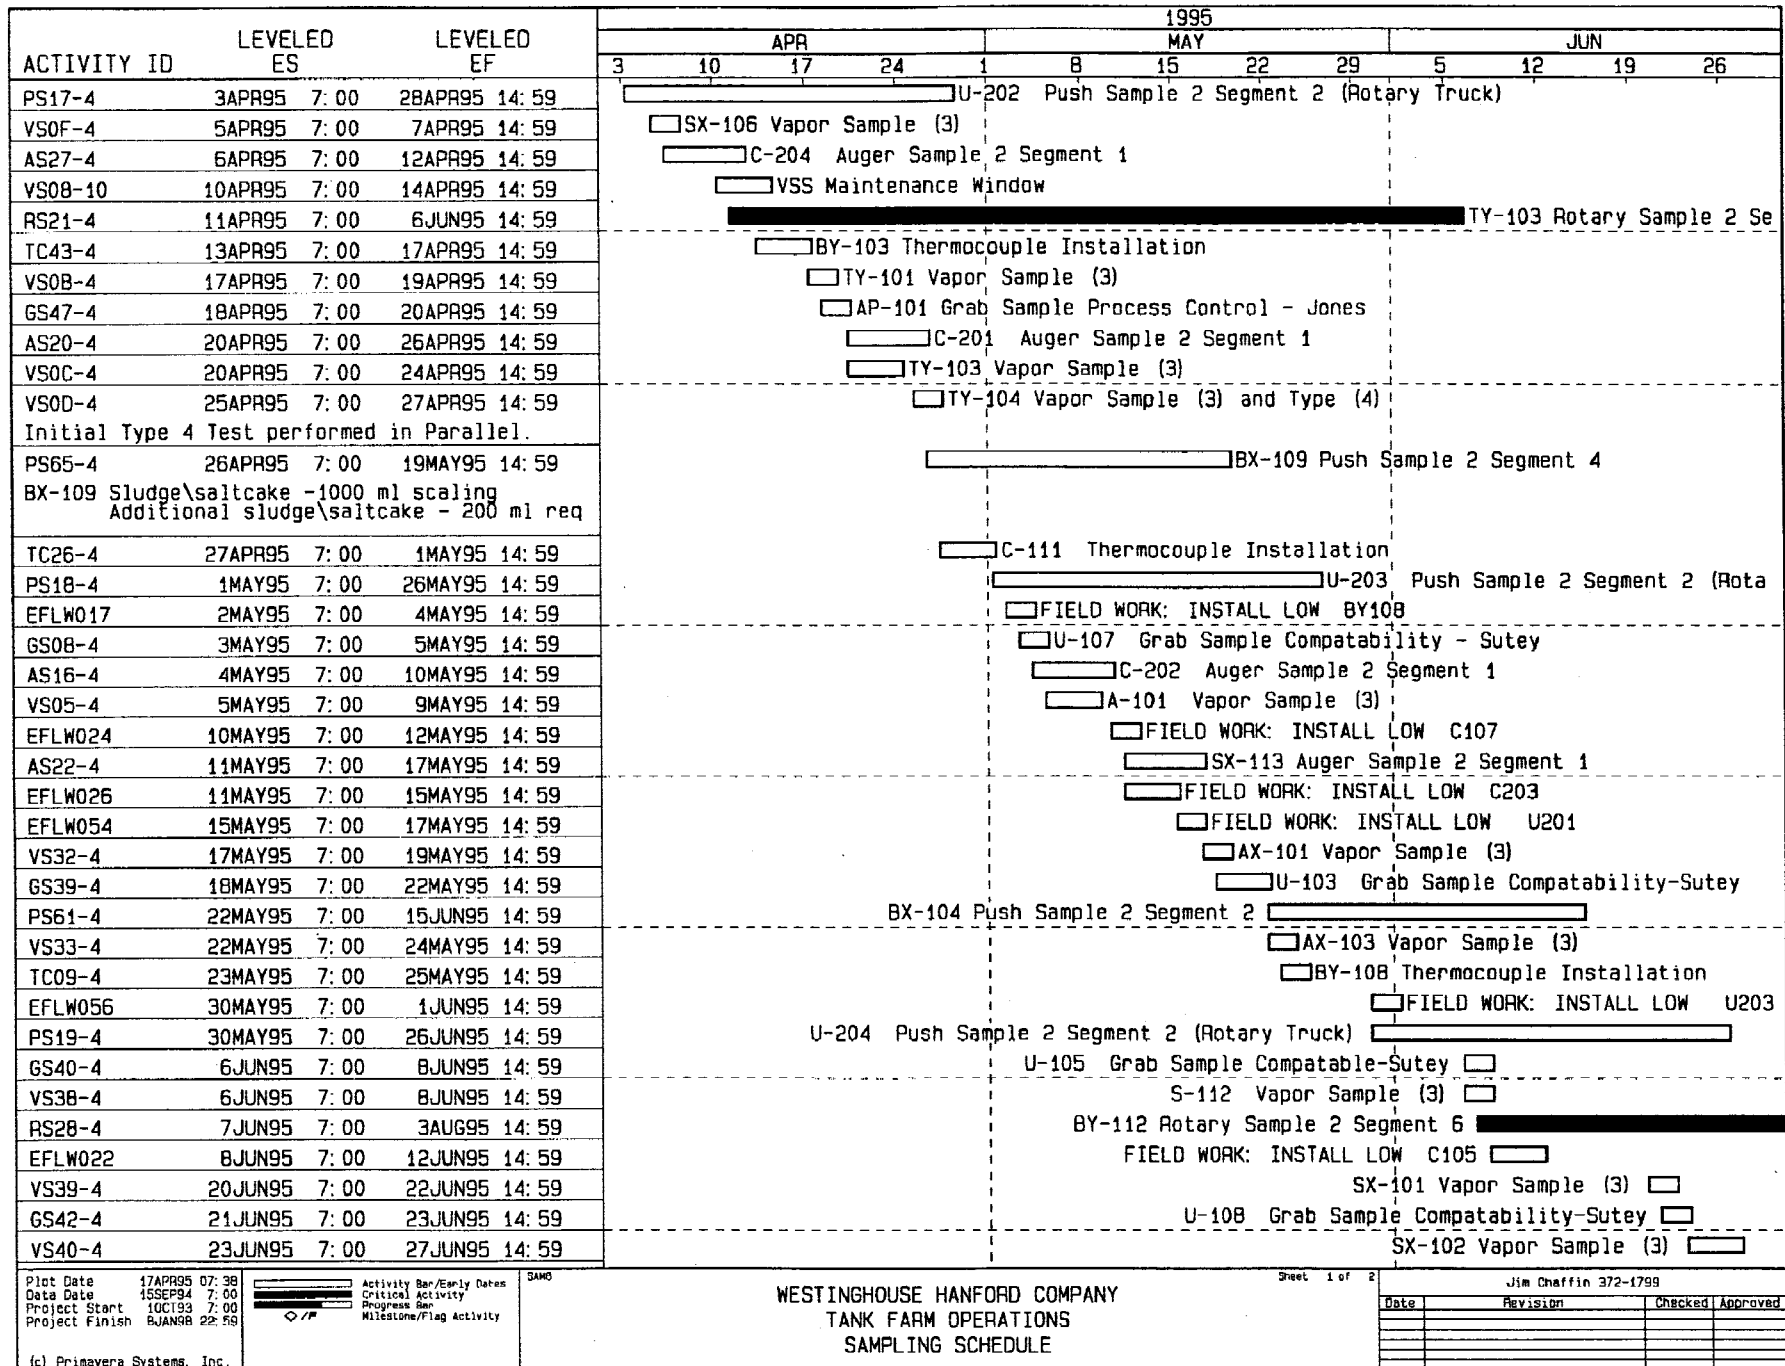 1995
LEVELED LEVELED
ACTIVITY ID ES EF
APR MAY JUN
3 10 17 24 1 8 15 22 29 5 12 19 26
PS17-4 3APR95 7:00 28APR95 14:59 U-202 Push Sample 2 Segment 2 (Rotary Truck)
VS0F-4 5APR95 7:00 7APR95 14:59 SX-106 Vapor Sample (3)
AS27-4 6APR95 7:00 12APR95 14:59 C-204 Auger Sample 2 Segment 1
VS08-10 10APR95 7:00 14APR95 14:59 VSS Maintenance Window
RS21-4 11APR95 7:00 6JUN95 14:59 TY-103 Rotary Sample 2 Se
TC43-4 13APR95 7:00 17APR95 14:59 BY-103 Thermocouple Installation
VS0B-4 17APR95 7:00 19APR95 14:59 TY-101 Vapor Sample (3)
GS47-4 18APR95 7:00 20APR95 14:59 AP-101 Grab Sample Process Control - Jones
AS20-4 20APR95 7:00 26APR95 14:59 C-201 Auger Sample 2 Segment 1
VS0C-4 20APR95 7:00 24APR95 14:59 TY-103 Vapor Sample (3)
VS0D-4 25APR95 7:00 27APR95 14:59 TY-104 Vapor Sample (3) and Type (4)
Initial Type 4 Test performed in Parallel.
PS65-4 26APR95 7:00 19MAY95 14:59 BX-109 Push Sample 2 Segment 4
BX-109 Sludge\saltcake -1000 ml scaling
Additional sludge\saltcake - 200 ml req
TC26-4 27APR95 7:00 1MAY95 14:59 C-111 Thermocouple Installation
PS18-4 1MAY95 7:00 26MAY95 14:59 U-203 Push Sample 2 Segment 2 (Rota
EFLW017 2MAY95 7:00 4MAY95 14:59 FIELD WORK: INSTALL LOW BY108
GS08-4 3MAY95 7:00 5MAY95 14:59 U-107 Grab Sample Compatability - Sutey
AS16-4 4MAY95 7:00 10MAY95 14:59 C-202 Auger Sample 2 Segment 1
VS05-4 5MAY95 7:00 9MAY95 14:59 A-101 Vapor Sample (3)
EFLW024 10MAY95 7:00 12MAY95 14:59 FIELD WORK: INSTALL LOW C107
AS22-4 11MAY95 7:00 17MAY95 14:59 SX-113 Auger Sample 2 Segment 1
EFLW026 11MAY95 7:00 15MAY95 14:59 FIELD WORK: INSTALL LOW C203
EFLW054 15MAY95 7:00 17MAY95 14:59 FIELD WORK: INSTALL LOW U201
VS32-4 17MAY95 7:00 19MAY95 14:59 AX-101 Vapor Sample (3)
GS39-4 18MAY95 7:00 22MAY95 14:59 U-103 Grab Sample Compatability-Sutey
PS61-4 22MAY95 7:00 15JUN95 14:59 BX-104 Push Sample 2 Segment 2
VS33-4 22MAY95 7:00 24MAY95 14:59 AX-103 Vapor Sample (3)
TC09-4 23MAY95 7:00 25MAY95 14:59 BY-108 Thermocouple Installation
EFLW056 30MAY95 7:00 1JUN95 14:59 FIELD WORK: INSTALL LOW U203
PS19-4 30MAY95 7:00 26JUN95 14:59 U-204 Push Sample 2 Segment 2 (Rotary Truck)
GS40-4 6JUN95 7:00 8JUN95 14:59 U-105 Grab Sample Compatable-Sutey
VS38-4 6JUN95 7:00 8JUN95 14:59 S-112 Vapor Sample (3)
RS28-4 7JUN95 7:00 3AUG95 14:59 BY-112 Rotary Sample 2 Segment 6
EFLW022 8JUN95 7:00 12JUN95 14:59 FIELD WORK: INSTALL LOW C105
VS39-4 20JUN95 7:00 22JUN95 14:59 SX-101 Vapor Sample (3)
GS42-4 21JUN95 7:00 23JUN95 14:59 U-108 Grab Sample Compatability-Sutey
VS40-4 23JUN95 7:00 27JUN95 14:59 SX-102 Vapor Sample (3)
Plot Date 17APR95 07:38
Data Date 15SEP94 7:00
Project Start 1OCT93 7:00
Project Finish 8JAN98 22:59
(c) Primavera Systems, Inc.
Activity Bar/Early Dates
Critical Activity
Progress Bar
Milestone/Flag Activity
SAM6
WESTINGHOUSE HANFORD COMPANY
TANK FARM OPERATIONS
SAMPLING SCHEDULE
Sheet 1 of 2
Jim Chaffin 372-1799
Date Revision Checked Approved